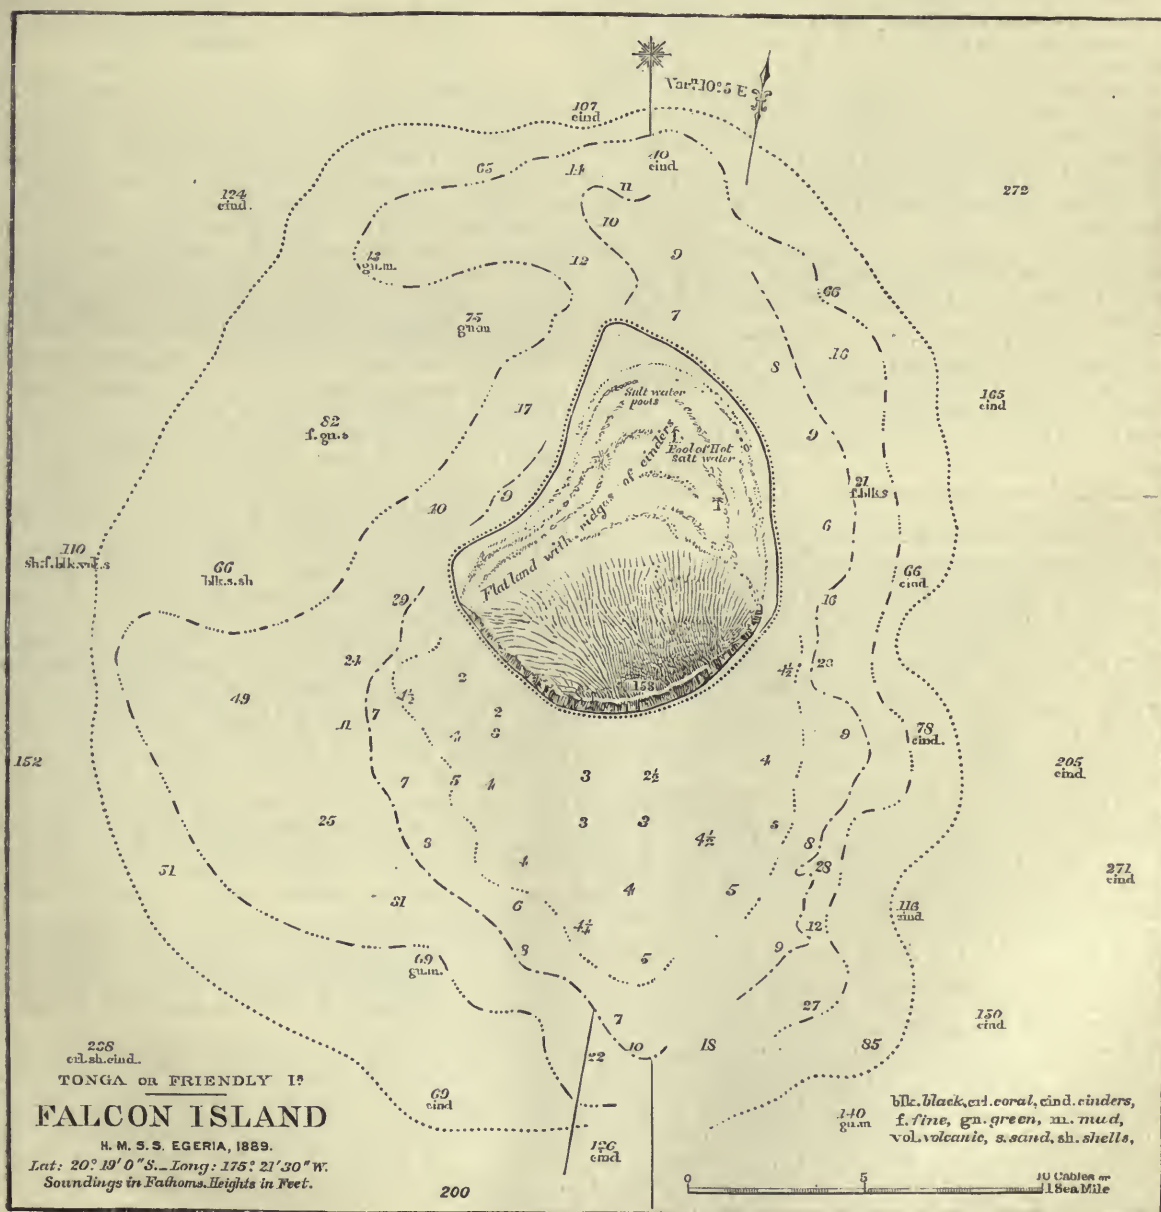 Varn. 10°5 E
107
cind
65
14
40
cind.
11
124
cind.
272
10
9
12
12
gn.m.
66
75
gn.m
7
16
8
Salt water
pools
165
cind
17
82
f.gn.s
9
f.
Pool of Hot
Salt water
21
f.blk.s
9
10
f.
6
Flat land with ridges of cinders
110
sh.f.blk.vol.s
66
blk.s.sh
66
cind.
29
16
24
2
4½
49
4½
158
7
2
11
9
78
cind.
4
3
152
4
205
cind.
7
5
4
3
2½
25
3
3
5
4½
8
8
4
28
271
cind
51
4
5
31
6
116
cind.
4½
12
8
9
69
gn.m.
5
27
150
cind.
7
10
18
85
22
crl.sh.cind.
69
cind
140
gn.m
126
cind
200
TONGA OR FRIENDLY Is
FALCON ISLAND
H. M. S. S. EGERIA, 1889.
Lat: 20° 19' 0" S. Long: 175° 21' 30" W.
Soundings in Fathoms. Heights in Feet.
blk. black, crl. coral, cind. cinders,
f. fine, gn. green, m. mud,
vol. volcanic, s. sand, sh. shells,
0 5 10 Cables or
1 Sea Mile